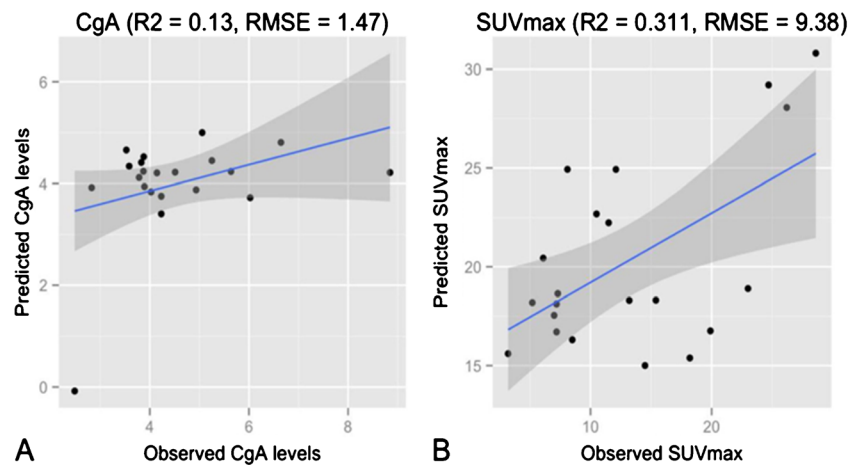 CgA (R2 = 0.13, RMSE = 1.47)
Predicted CgA levels
6
4
2
0
4
6
8
A
Observed CgA levels
SUVmax (R2 = 0.311, RMSE = 9.38)
Predicted SUVmax
30
25
20
15
10
20
B
Observed SUVmax